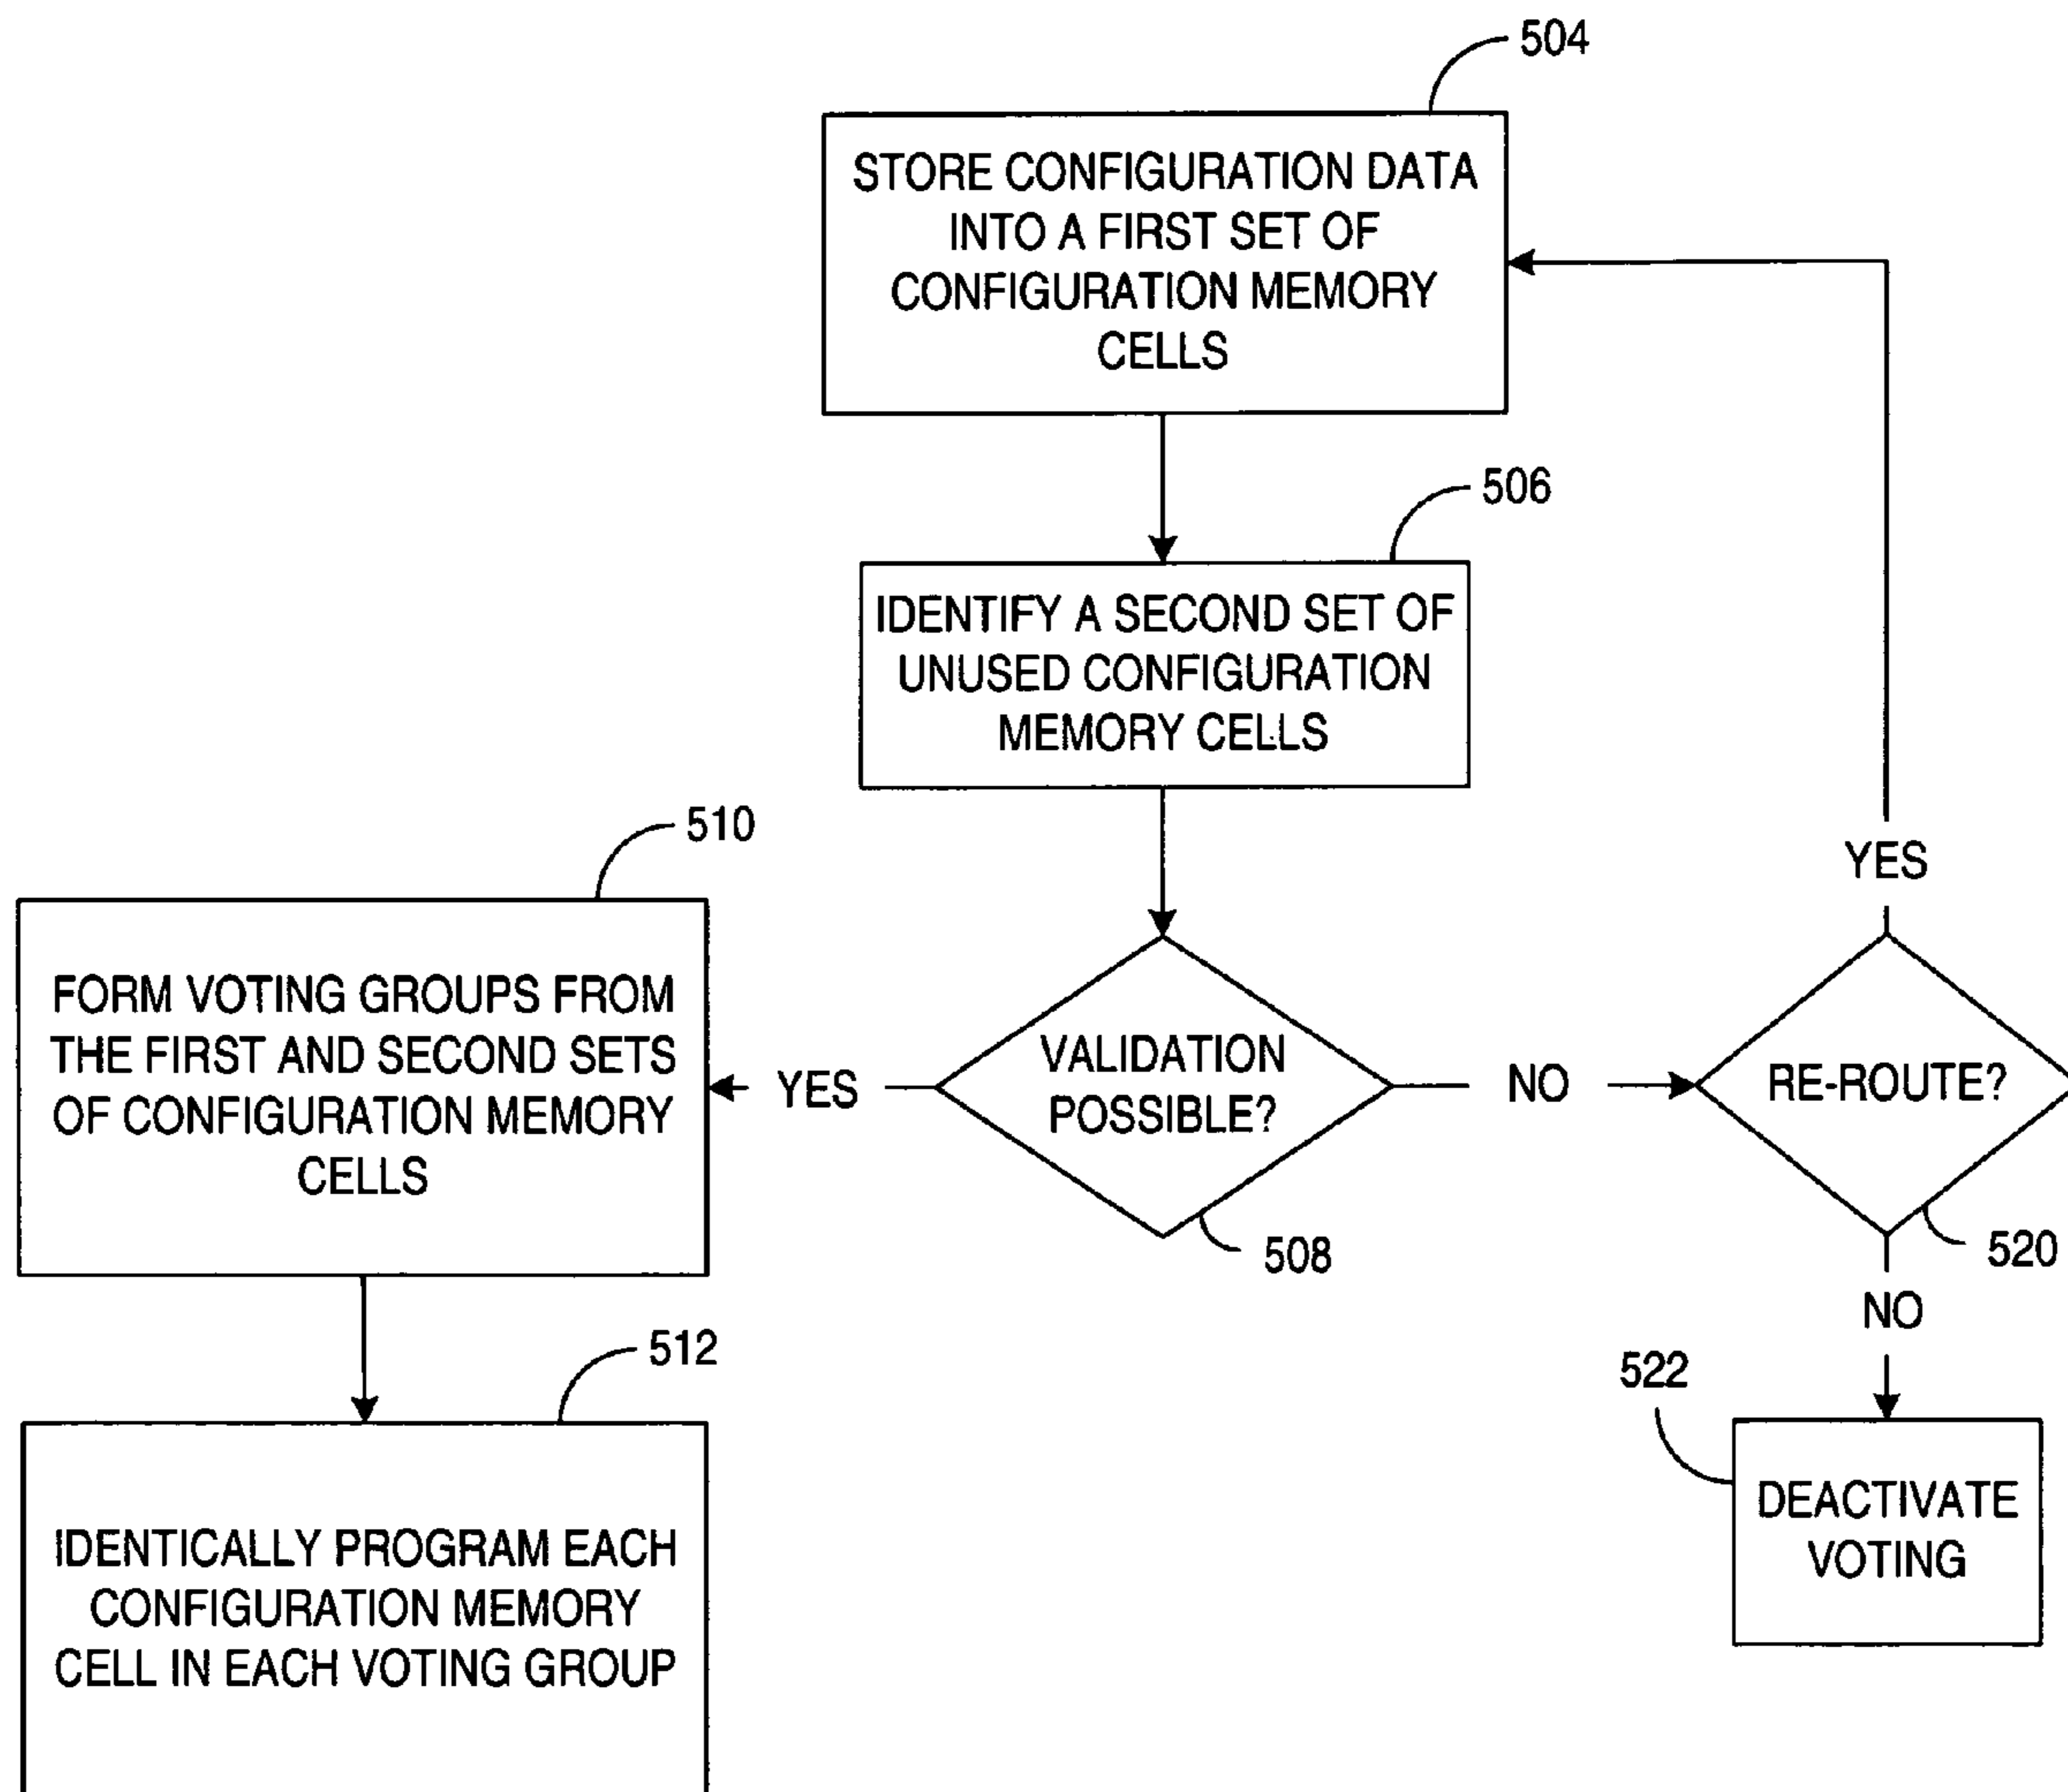 504
STORE CONFIGURATION DATA
INTO A FIRST SET OF
CONFIGURATION MEMORY
CELLS
506
IDENTIFY A SECOND SET OF
UNUSED CONFIGURATION
MEMORY CELLS
510
FORM VOTING GROUPS FROM
THE FIRST AND SECOND SETS
OF CONFIGURATION MEMORY
CELLS
YES
VALIDATION
POSSIBLE?
508
NO
YES
RE-ROUTE?
520
NO
512
IDENTICALLY PROGRAM EACH
CONFIGURATION MEMORY
CELL IN EACH VOTING GROUP
522
DEACTIVATE
VOTING